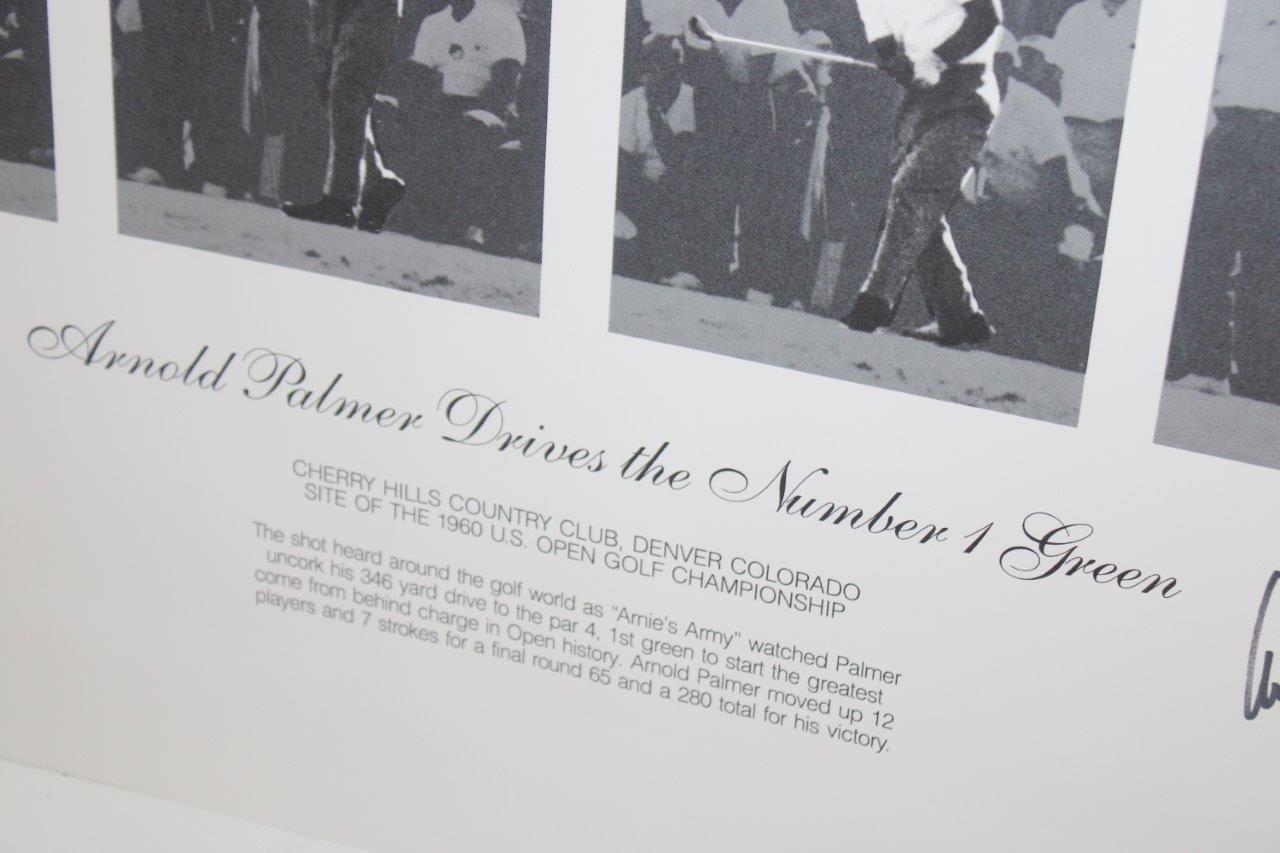 Arnold Palmer Drives the Number 1 Green
CHERRY HILLS COUNTRY CLUB, DENVER COLORADO
SITE OF THE 1960 U.S. OPEN GOLF CHAMPIONSHIP
The shot heard around the golf world as "Arnie's Army" watched Palmer
uncork his 346 yard drive to the par 4, 1st green to start the greatest
come from behind charge in Open history. Arnold Palmer moved up 12
players and 7 strokes for a final round 65 and a 280 total for his victory.